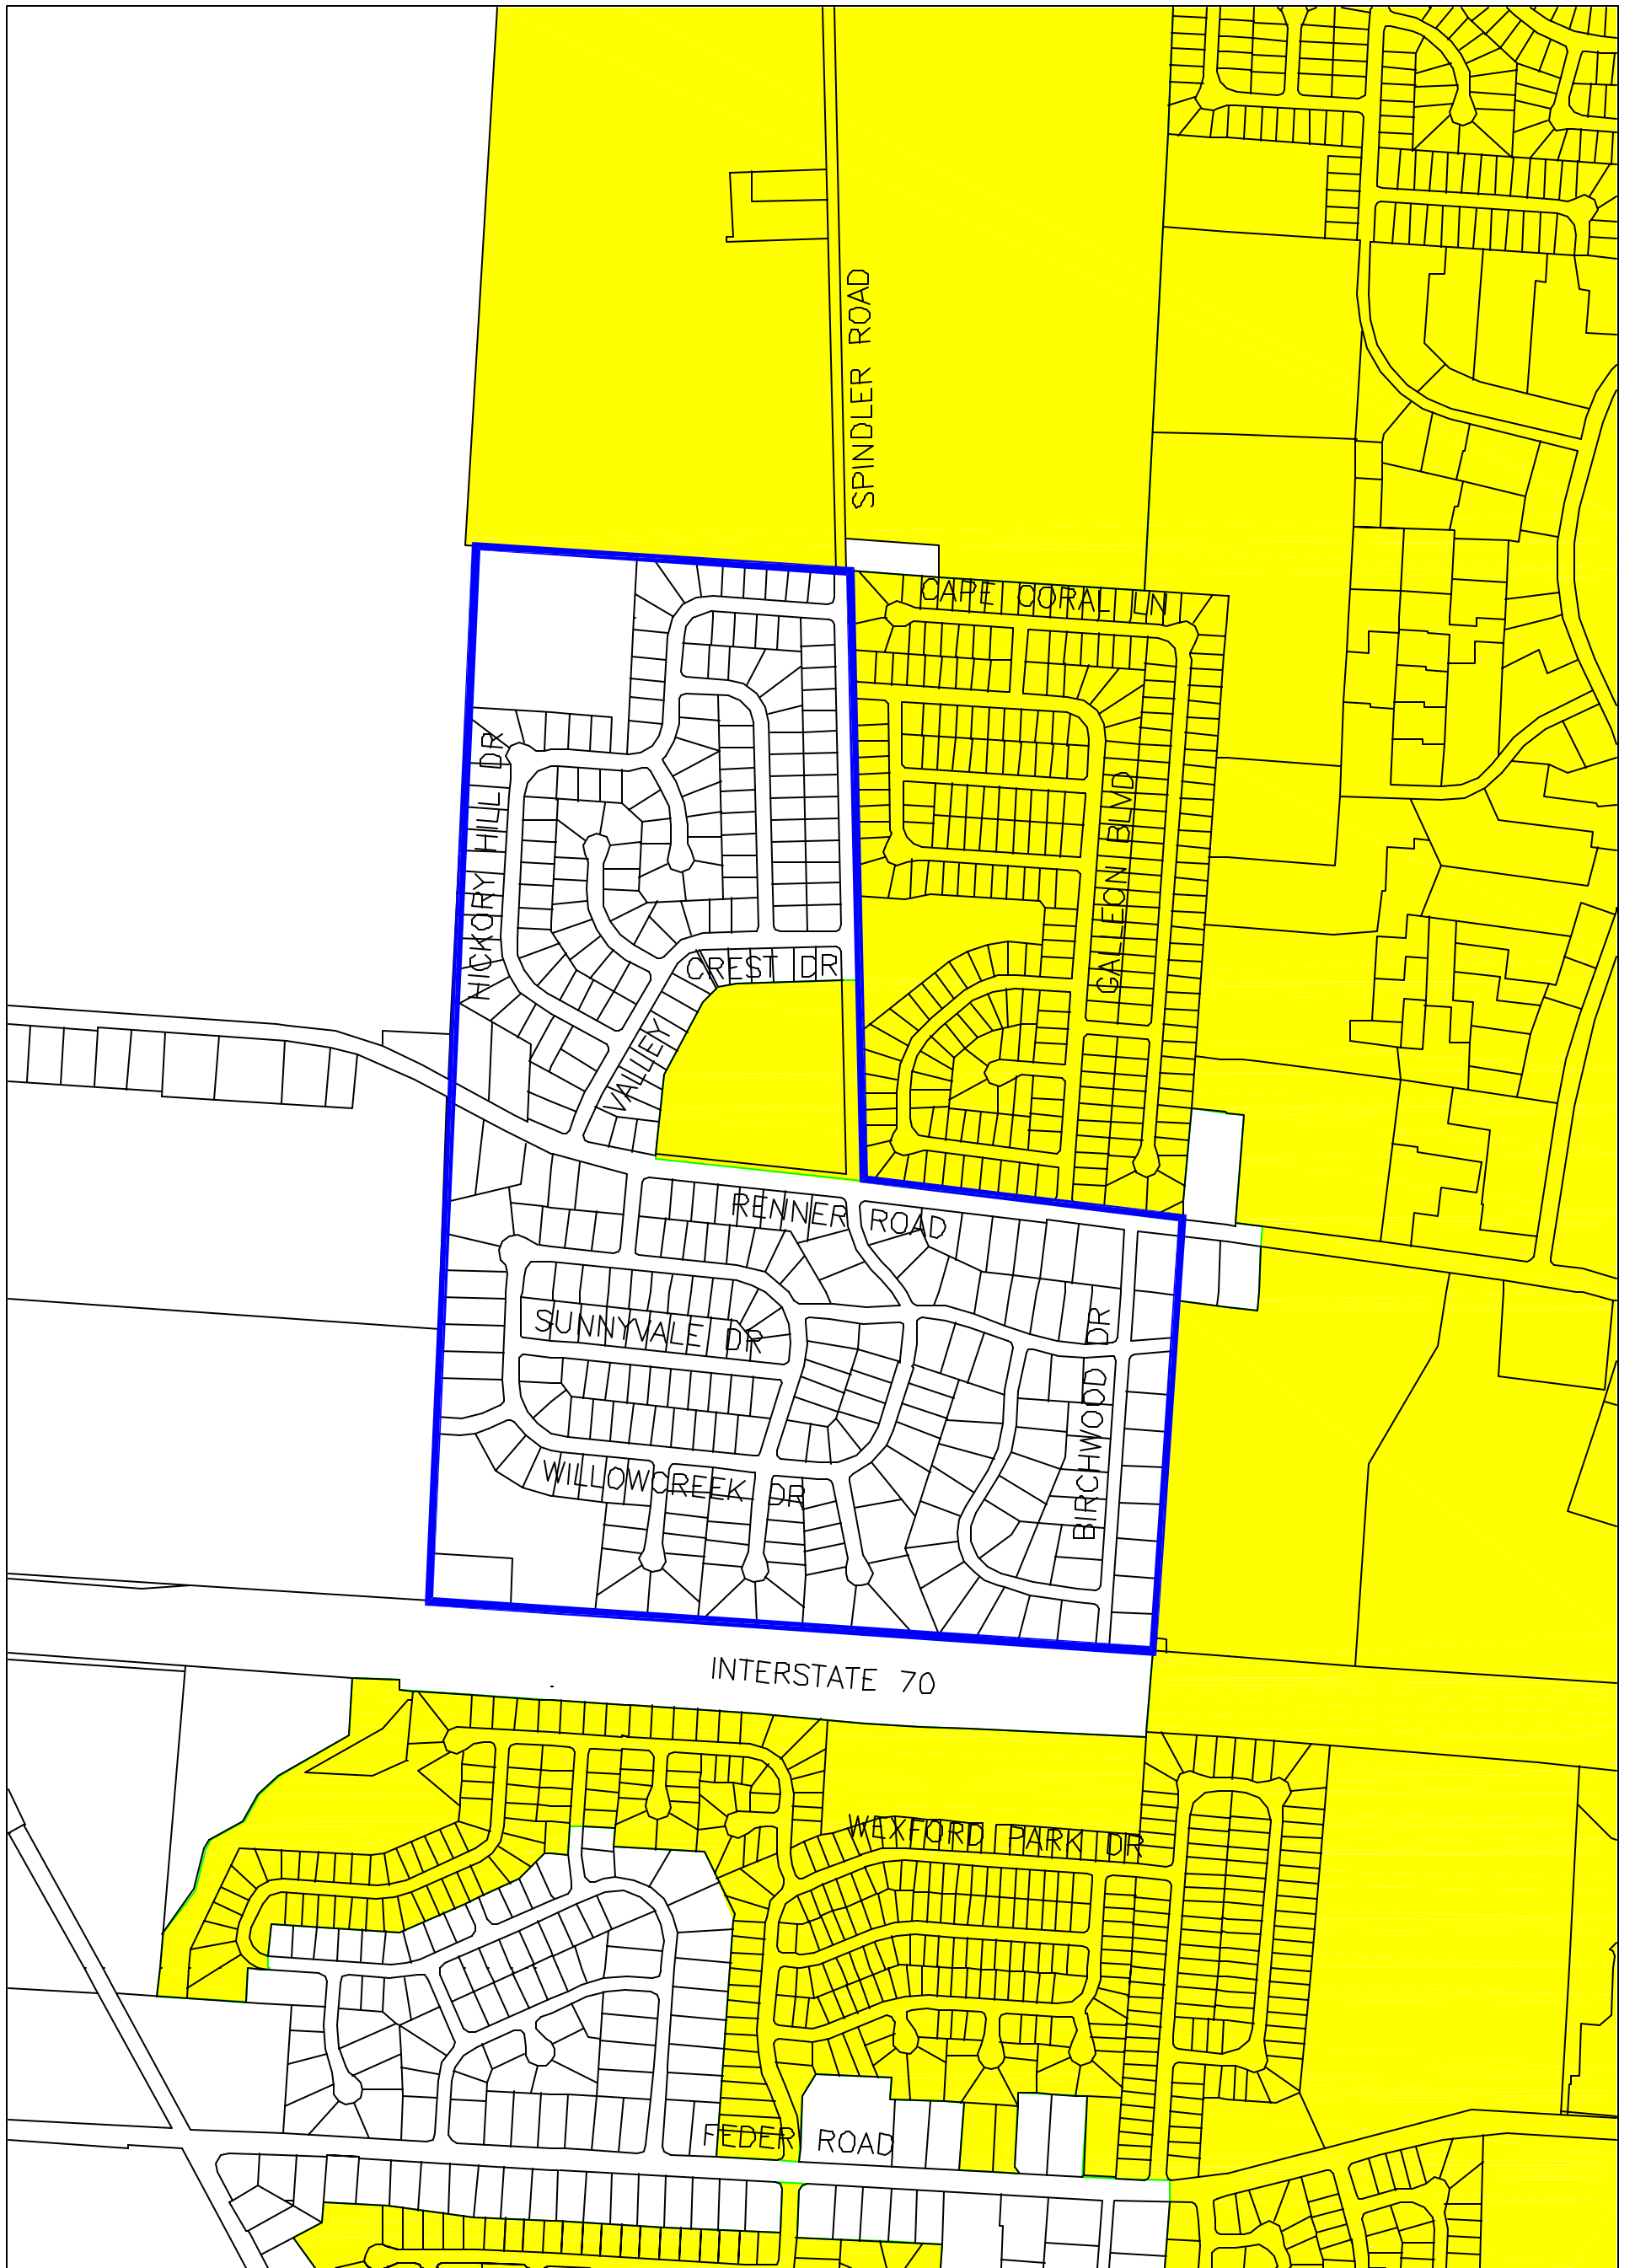 SPINDLER ROAD
CAPE CORAL LN
HICKORY HILL DR
GALLEON BLVD
CREST DR
VALLEY
RENNER ROAD
SUNNYVALE DR
BIRCHWOOD DR
WILLOWCREEK DR
INTERSTATE 70
WEXFORD PARK DR
FEDER ROAD